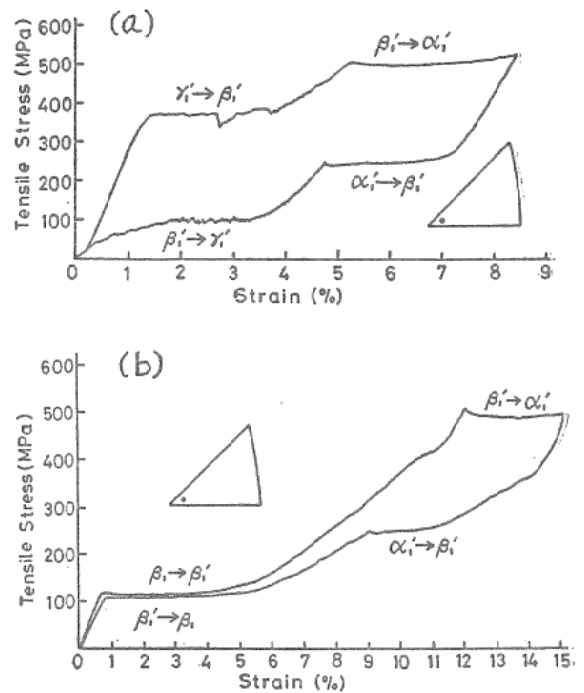 (a)
Tensile Stress (MPa)
600
500
400
300
200
100
γ₁′→β₁′
β₁′→α₁′
α₁′→β₁′
β₁′→γ₁′
0 1 2 3 4 5 6 7 8 9
Strain (%)
(b)
Tensile Stress (MPa)
600
500
400
300
200
100
β₁′→α₁′
α₁′→β₁′
β₁→β₁′
β₁′→β₁
0 1 2 3 4 5 6 7 8 9 10 11 12 13 14 15
Strain (%)